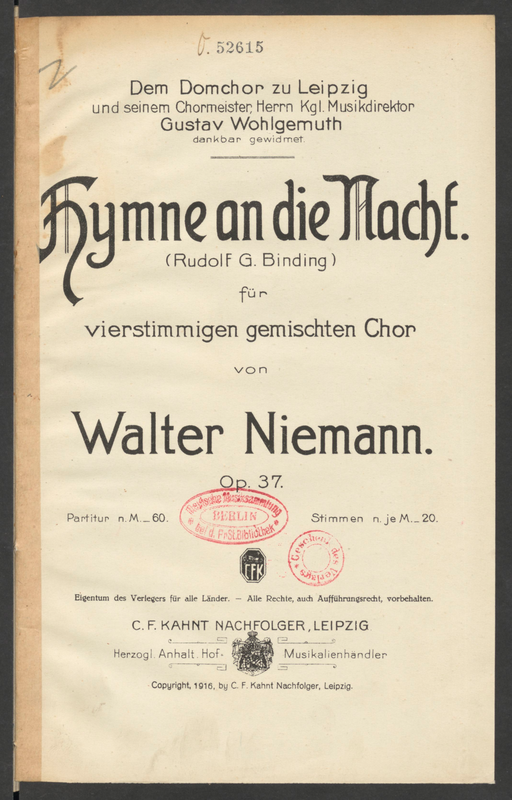 O. 52615
Dem Domchor zu Leipzig
und seinem Chormeister, Herrn Kgl. Musikdirektor
Gustav Wohlgemuth
dankbar gewidmet.
Hymne an die Nacht.
(Rudolf G. Binding)
für
vierstimmigen gemischten Chor
von
Walter Niemann.
Op. 37.
Partitur n. M._ 60.
Stimmen n. je M._ 20.
BERLIN
Geschenk des Verlags
CFK
Eigentum des Verlegers für alle Länder. — Alle Rechte, auch Aufführungsrecht, vorbehalten.
C. F. KAHNT NACHFOLGER, LEIPZIG
Herzogl. Anhalt. Hof- Musikalienhändler
Copyright, 1916, by C. F. Kahnt Nachfolger, Leipzig.